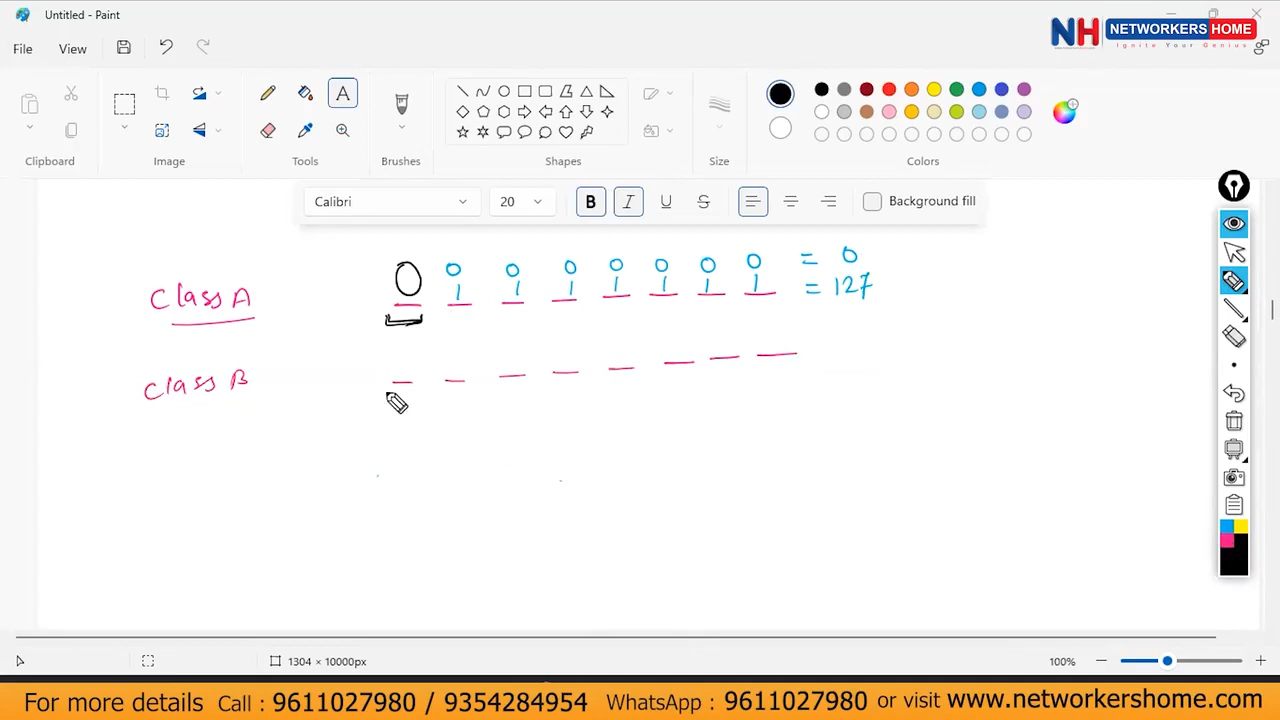 Untitled - Paint
File View
NH NETWORKERS HOME
Ignite Your Genius
Clipboard Image Tools Brushes Shapes Size Colors
Calibri 20 B I U S Background fill
0 0 0 0 0 0 0 = 0
Class A 0 1 1 1 1 1 1 1 = 127
Class B
1304 × 10000px 100%
For more details Call : 9611027980 / 9354284954 WhatsApp : 9611027980 or visit www.networkershome.com